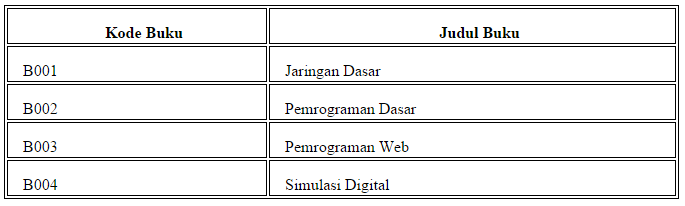 Kode Buku Judul Buku
B001 Jaringan Dasar
B002 Pemrograman Dasar
B003 Pemrograman Web
B004 Simulasi Digital